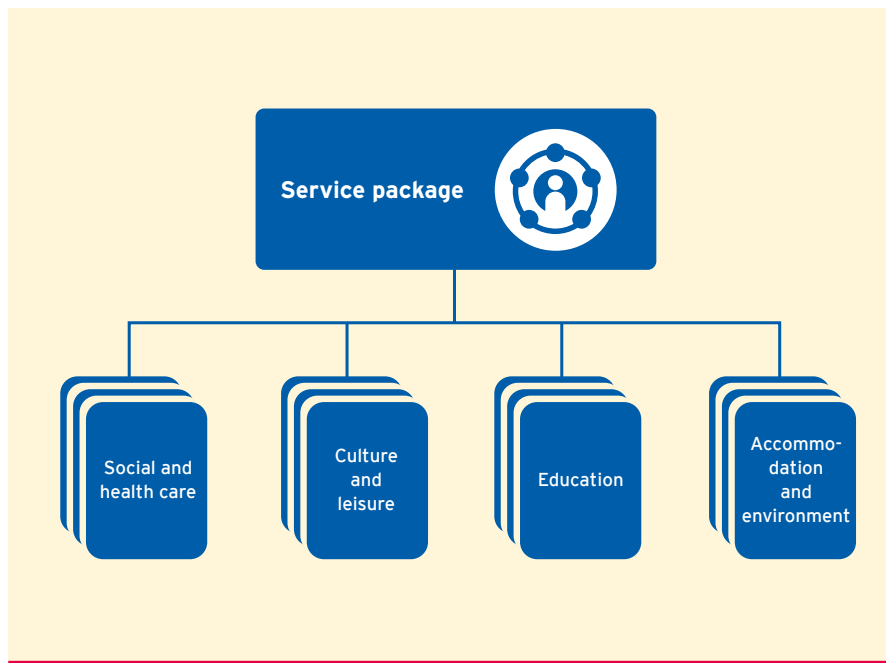 Service package
Social and
health care
Culture
and
leisure
Education
Accommo-
dation
and
environment